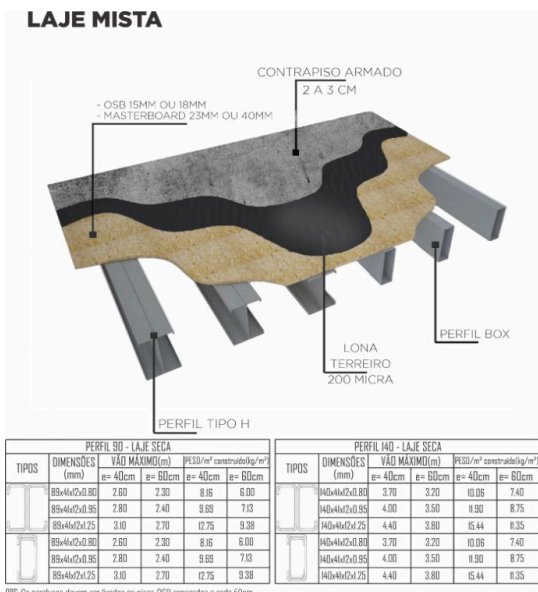 LAJE MISTA
CONTRAPISO ARMADO
2 A 3 CM
- OSB 15MM OU 18MM
- MASTERBOARD 23MM OU 40MM
PERFIL BOX
LONA
TERREIRO
200 MICRA
PERFIL TIPO H
PERFIL 90 - LAJE SECA
TIPOS DIMENSÕES (mm) VÃO MÁXIMO(m) PESO/m² construído(kg/m²)
e= 40cm e= 60cm e= 40cm e= 60cm
89x41x12x0.80 2.60 2.30 8.16 6.00
89x41x12x0.95 2.80 2.40 9.69 7.13
89x41x12x1.25 3.10 2.70 12.75 9.38
89x41x12x0.80 2.60 2.30 8.16 6.00
89x41x12x0.95 2.80 2.40 9.69 7.13
89x41x12x1.25 3.10 2.70 12.75 9.38
PERFIL 140 - LAJE SECA
TIPOS DIMENSÕES (mm) VÃO MÁXIMO(m) PESO/m² construído(kg/m²)
e= 40cm e= 60cm e= 40cm e= 60cm
140x41x12x0.80 3.70 3.20 10.06 7.40
140x41x12x0.95 4.00 3.50 11.90 8.75
140x41x12x1.25 4.40 3.80 15.44 11.35
140x41x12x0.80 3.70 3.20 10.06 7.40
140x41x12x0.95 4.00 3.50 11.90 8.75
140x41x12x1.25 4.40 3.80 15.44 11.35